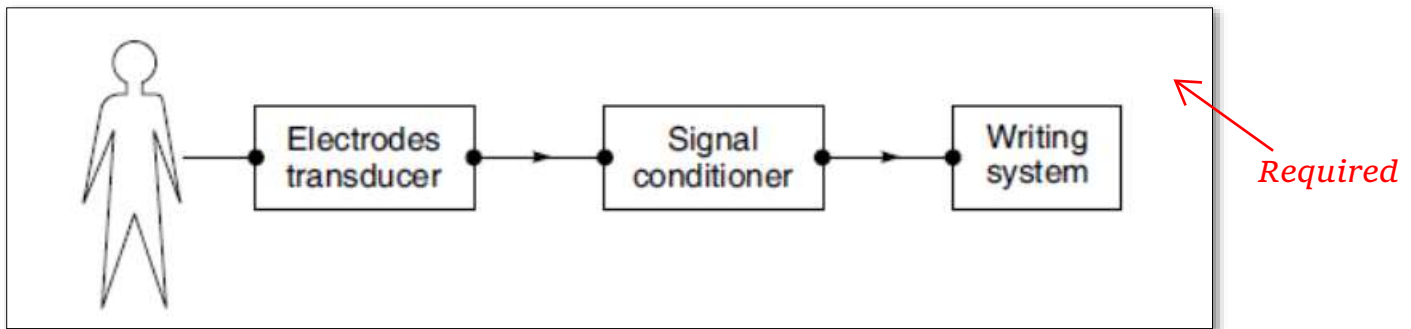 Electrodes
transducer
Signal
conditioner
Writing
system
Required